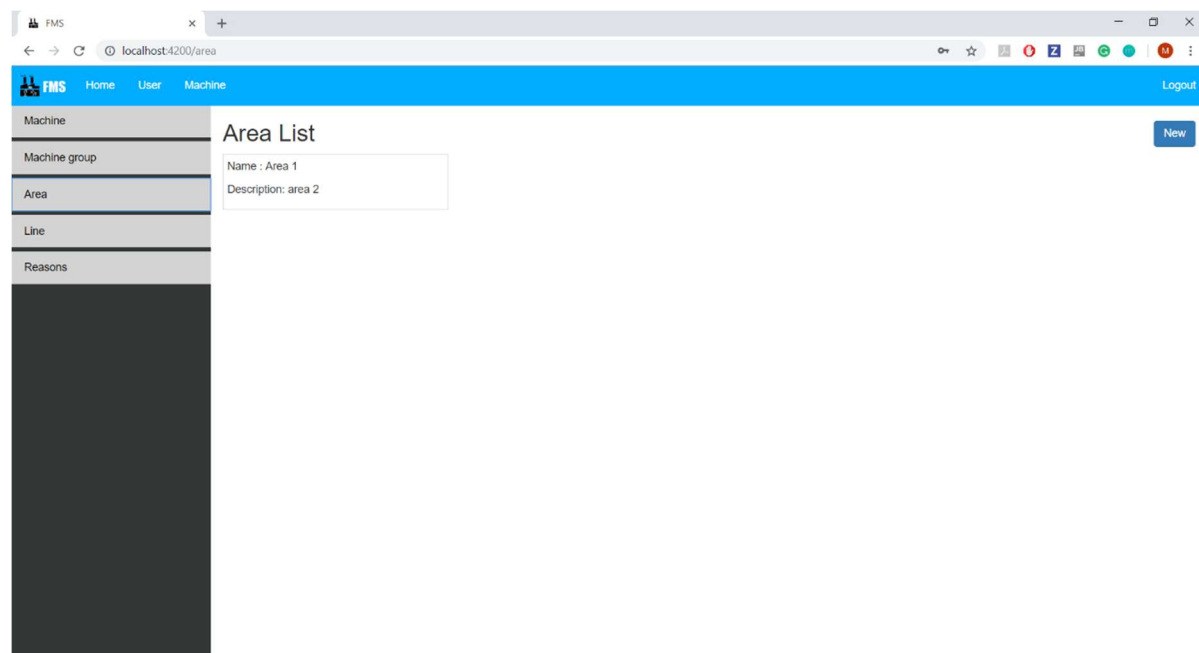 FMS
localhost:4200/area
Z
M
FMS Home User Machine Logout
Machine
Machine group
Area
Line
Reasons
Area List
New
Name : Area 1
Description: area 2